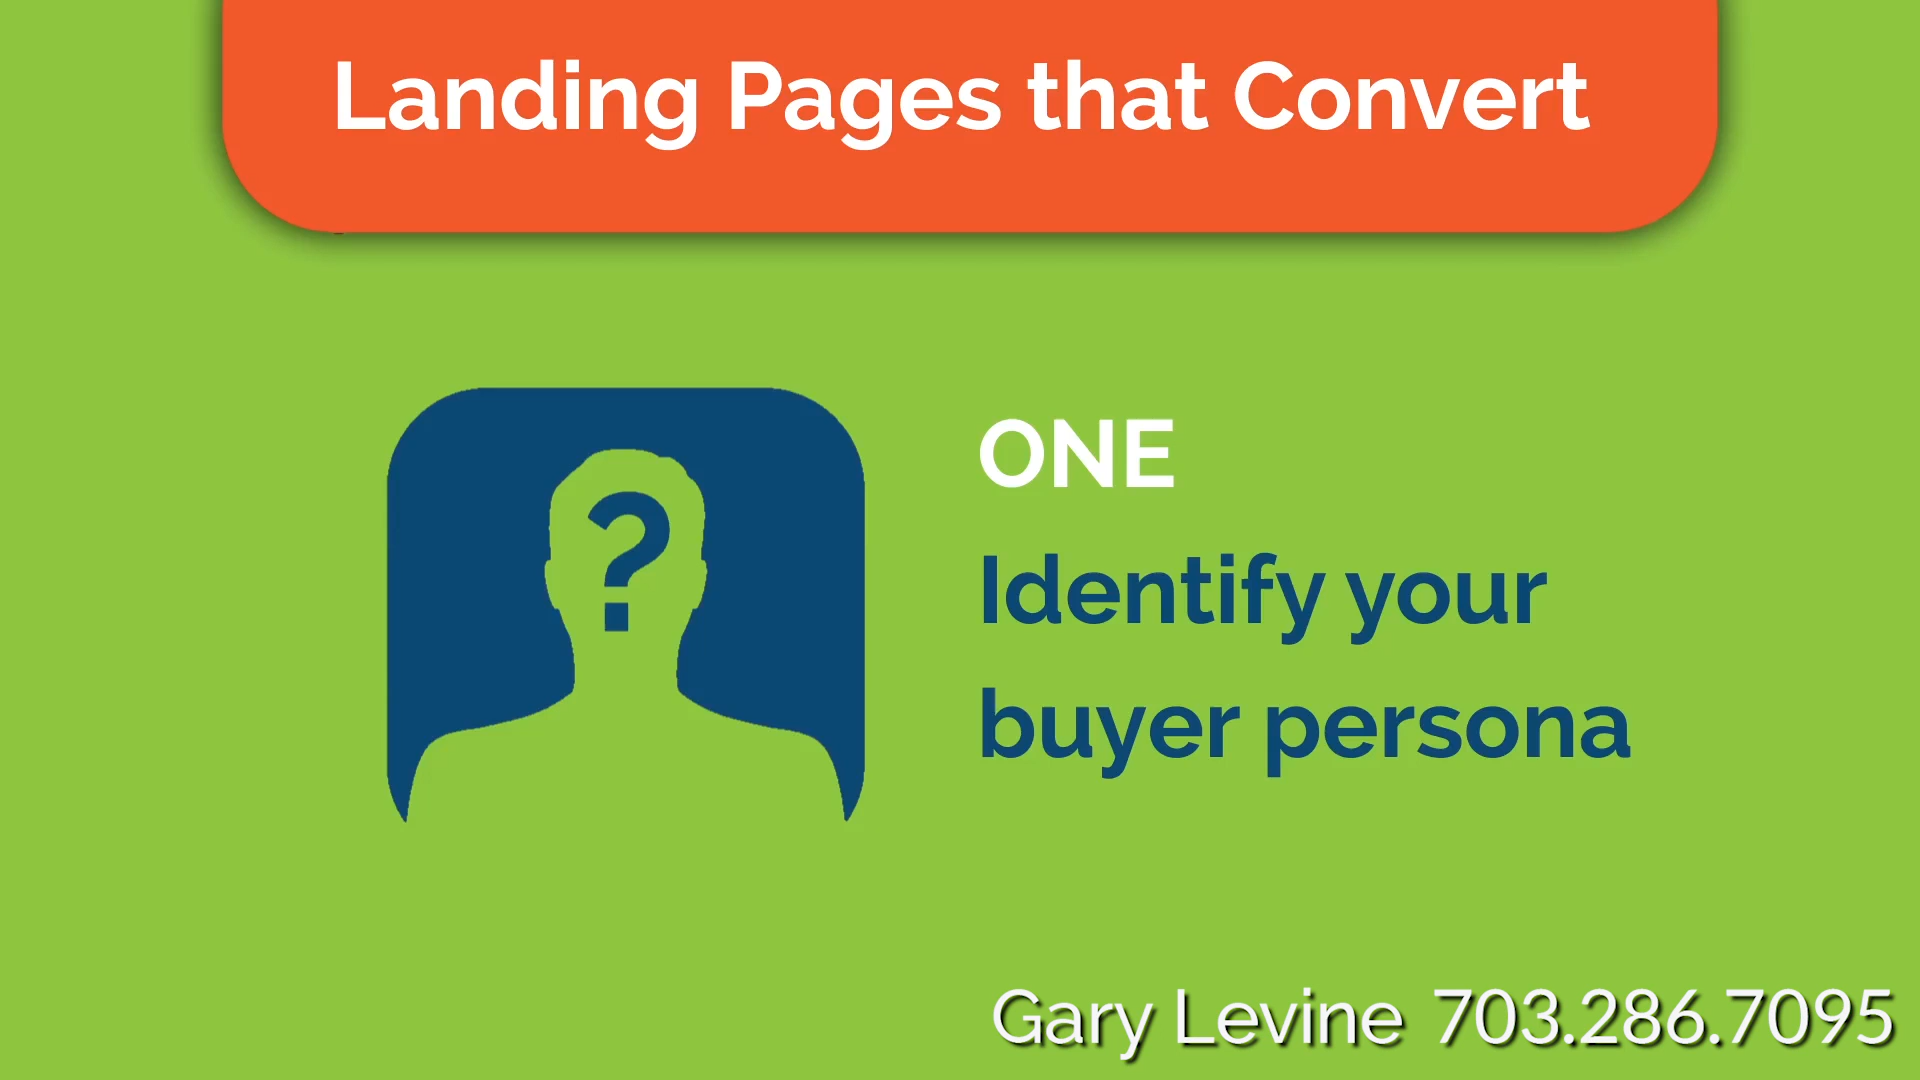 Landing Pages that Convert
?
ONE
Identify your
buyer persona
Gary Levine 703.286.7095